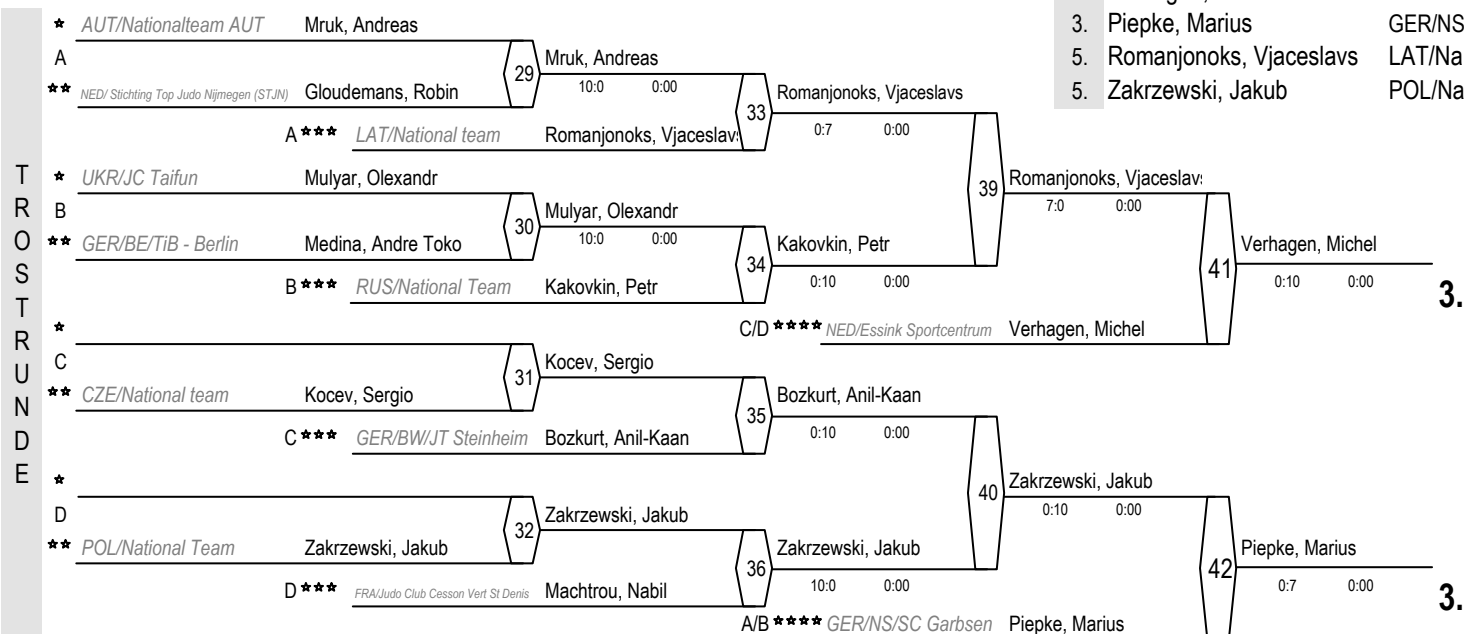 3. Piepke, Marius GER/NS
5. Romanjonoks, Vjaceslavs LAT/Na
5. Zakrzewski, Jakub POL/Na
TROSTRUNDE
* AUT/Nationalteam AUT Mruk, Andreas
A
29 Mruk, Andreas
10:0 0:00
** NED/ Stichting Top Judo Nijmegen (STJN) Gloudemans, Robin
33 Romanjonoks, Vjaceslavs
0:7 0:00
A *** LAT/National team Romanjonoks, Vjaceslavs
39 Romanjonoks, Vjaceslavs
7:0 0:00
* UKR/JC Taifun Mulyar, Olexandr
B
30 Mulyar, Olexandr
10:0 0:00
** GER/BE/TiB - Berlin Medina, Andre Toko
34 Kakovkin, Petr
0:10 0:00
B *** RUS/National Team Kakovkin, Petr
41 Verhagen, Michel
0:10 0:00
3.
C/D **** NED/Essink Sportcentrum Verhagen, Michel
*
C
31 Kocev, Sergio
** CZE/National team Kocev, Sergio
35 Bozkurt, Anil-Kaan
0:10 0:00
C *** GER/BW/JT Steinheim Bozkurt, Anil-Kaan
40 Zakrzewski, Jakub
0:10 0:00
*
D
32 Zakrzewski, Jakub
** POL/National Team Zakrzewski, Jakub
36 Zakrzewski, Jakub
10:0 0:00
D *** FRA/Judo Club Cesson Vert St Denis Machtrou, Nabil
42 Piepke, Marius
0:7 0:00
3.
A/B **** GER/NS/SC Garbsen Piepke, Marius